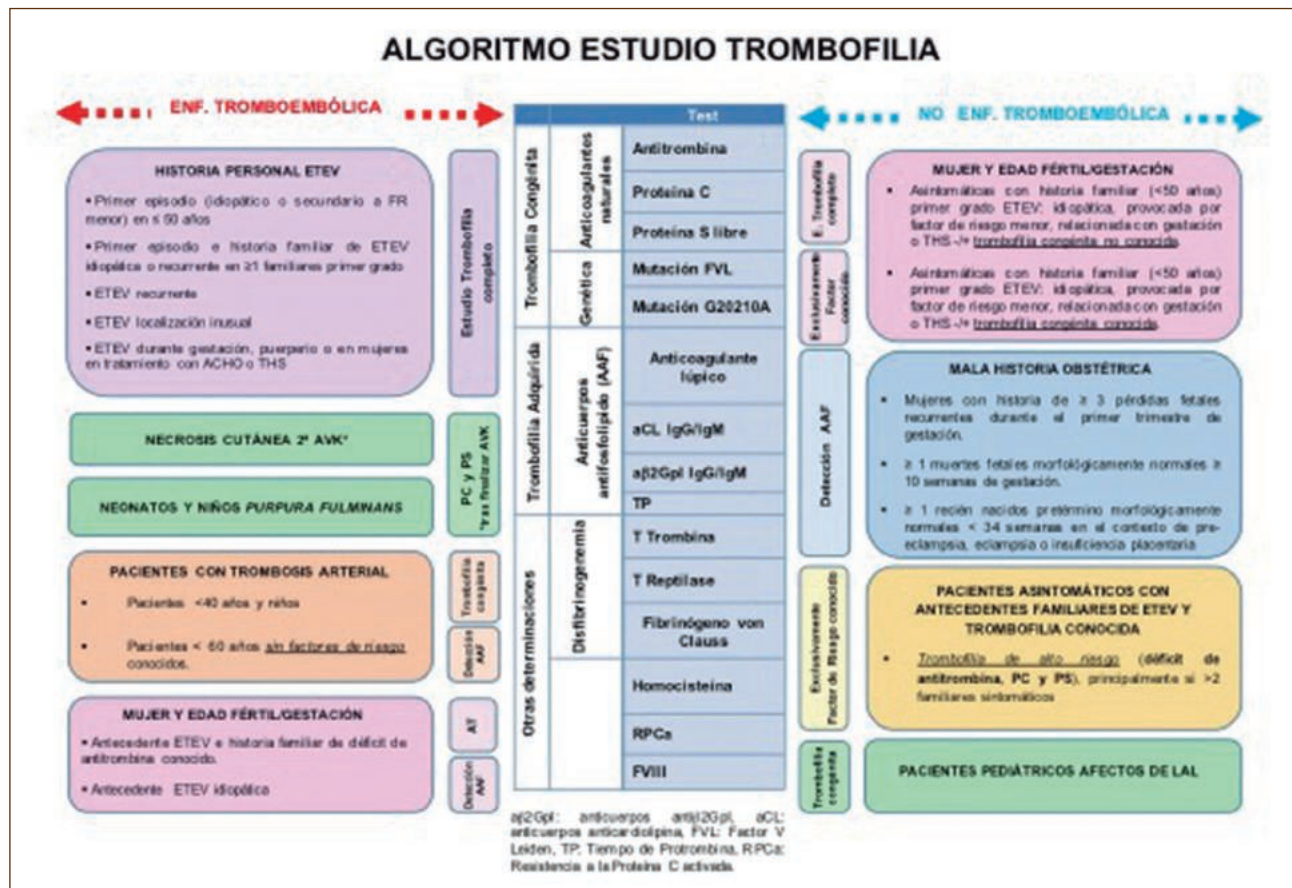 ALGORITMO ESTUDIO TROMBOFILIA
ENF. TROMBOEMBÓLICA
HISTORIA PERSONAL ETEV
▪ Primer episodio (idiopático o secundario a FR
menor) en ≤ 60 años
▪ Primer episodio e historia familiar de ETEV
idiopática o recurrente en ≥1 familiares primer grado
▪ ETEV recurrente
▪ ETEV localización inusual
▪ ETEV durante gestación, puerperio o en mujeres
en tratamiento con ACHO o THS
Estudio Trombofilia
completo
NECROSIS CUTÁNEA 2ª AVK*
NEONATOS Y NIÑOS PURPURA FULMINANS
PC y PS
*tras finalizar AVK
PACIENTES CON TROMBOSIS ARTERIAL
▪ Pacientes <40 años y niños
▪ Pacientes < 60 años sin factores de riesgo
conocidos.
Trombofilia
congénita
Detección
AAF
MUJER Y EDAD FÉRTIL/GESTACIÓN
▪ Antecedente ETEV e historia familiar de déficit de
antitrombina conocido.
▪ Antecedente ETEV idiopática
AT
Detección
AAF
Test
Trombofilia Congénita
Anticoagulantes
naturales
Antitrombina
Proteína C
Proteína S libre
Genética
Mutación FVL
Mutación G20210A
Trombofilia Adquirida
Anticuerpos
antifosfolípido (AAF)
Anticoagulante
lúpico
aCL IgG/IgM
aβ2Gpl IgG/IgM
TP
Otras determinaciones
Disfibrinogenemia
T Trombina
T Reptilase
Fibrinógeno von
Clauss
Homocisteína
RPCa
FVIII
aβ2Gpl: anticuerpos antiβ2Gpl, aCL:
anticuerpos anticardiolipina, FVL: Factor V
Leiden, TP: Tiempo de Protrombina, RPCa:
Resistencia a la Proteína C activada.
NO ENF. TROMBOEMBÓLICA
E. Trombofilia
completo
Exclusivamente
Factor
conocido
MUJER Y EDAD FÉRTIL/GESTACIÓN
▪ Asintomáticas con historia familiar (<50 años)
primer grado ETEV: idiopática, provocada por
factor de riesgo menor, relacionada con gestación
o THS -/+ trombofilia congénita no conocida.
▪ Asintomáticas con historia familiar (<50 años)
primer grado ETEV: idiopática, provocada por
factor de riesgo menor, relacionada con gestación
o THS -/+ trombofilia congénita conocida.
Detección AAF
MALA HISTORIA OBSTÉTRICA
▪ Mujeres con historia de ≥ 3 pérdidas fetales
recurrentes durante el primer trimestre de
gestación.
▪ ≥ 1 muertes fetales morfológicamente normales ≥
10 semanas de gestación.
▪ ≥ 1 recién nacidos pretérmino morfológicamente
normales < 34 semanas en el contexto de pre-
eclampsia, eclampsia o insuficiencia placentaria
Exclusivamente
Factor de Riesgo conocido
PACIENTES ASINTOMÁTICOS CON
ANTECEDENTES FAMILIARES DE ETEV Y
TROMBOFILIA CONOCIDA
▪ Trombofilia de alto riesgo (déficit de
antitrombina, PC y PS), principalmente si >2
familiares sintomáticos
Trombofilia
congenita
PACIENTES PEDIÁTRICOS AFECTOS DE LAL